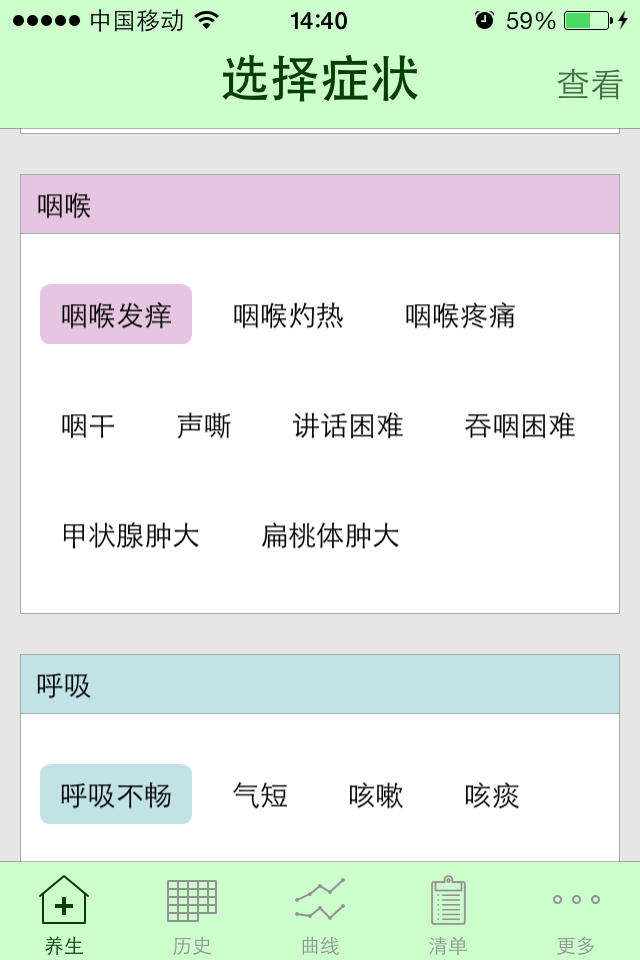 中国移动 14:40 59%
选择症状 查看
咽喉
咽喉发痒 咽喉灼热 咽喉疼痛
咽干 声嘶 讲话困难 吞咽困难
甲状腺肿大 扁桃体肿大
呼吸
呼吸不畅 气短 咳嗽 咳痰
养生 历史 曲线 清单 更多